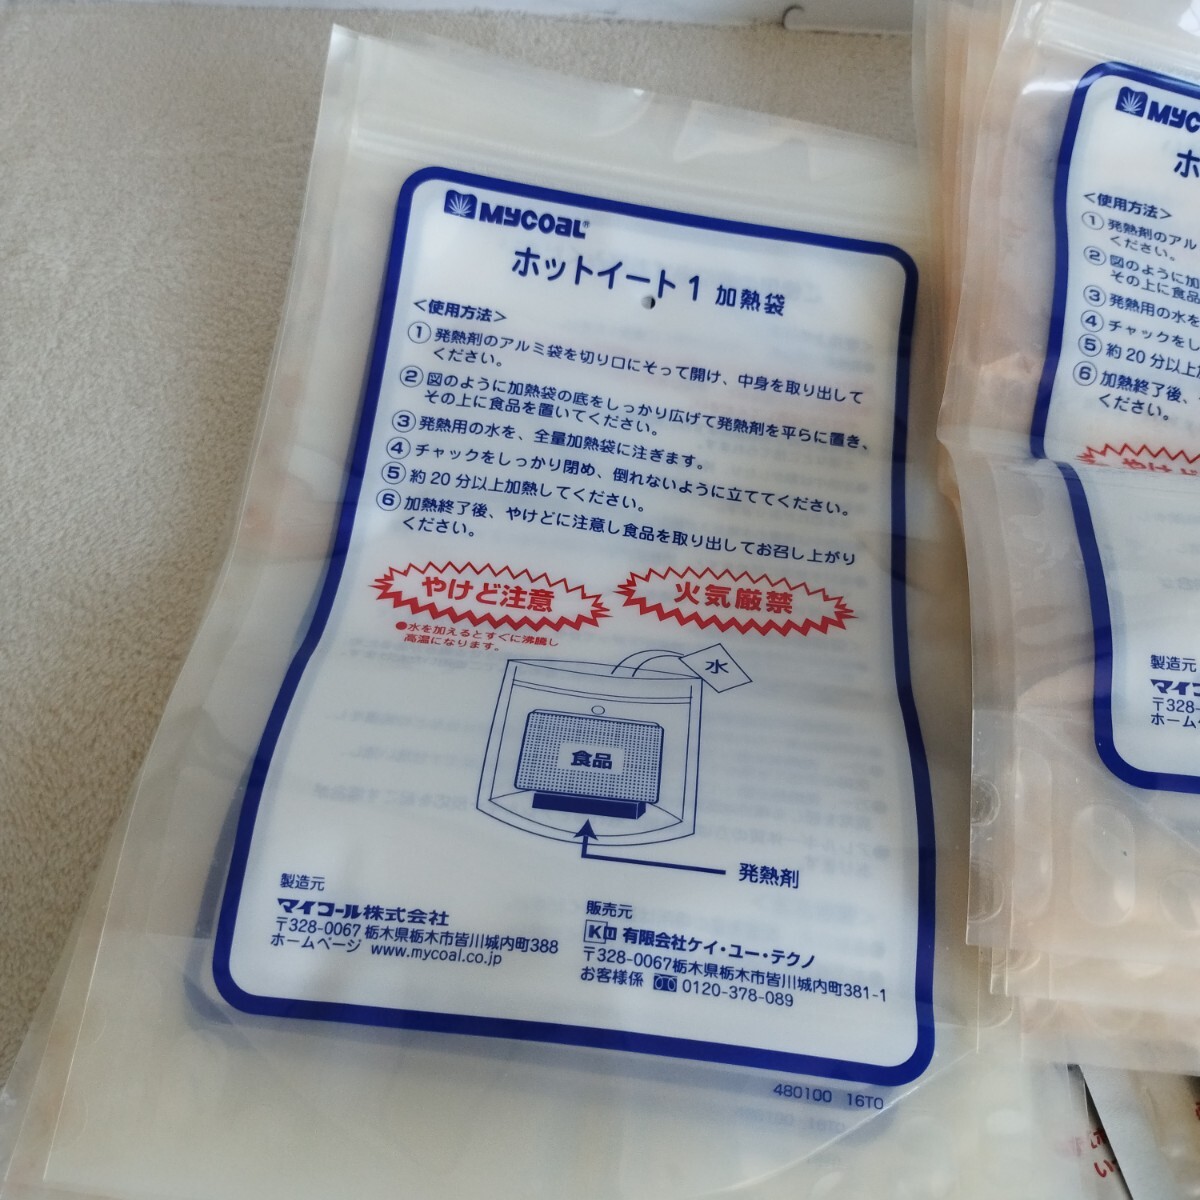 MYCOAL®
ホットイート1 加熱袋
＜使用方法＞
① 発熱剤のアルミ袋を切り口にそって開け、中身を取り出して
ください。
② 図のように加熱袋の底をしっかり広げて発熱剤を平らに置き、
その上に食品を置いてください。
③ 発熱用の水を、全量加熱袋に注ぎます。
④ チャックをしっかり閉め、倒れないように立ててください。
⑤ 約20分以上加熱してください。
⑥ 加熱終了後、やけどに注意し食品を取り出してお召し上がり
ください。
やけど注意
火気厳禁
●水を加えるとすぐに沸騰し
高温になります。
水
食品
発熱剤
製造元
マイコール株式会社
〒328-0067 栃木県栃木市皆川城内町388
ホームページ www.mycoal.co.jp
販売元
有限会社ケイ・ユー・テクノ
〒328-0067栃木県栃木市皆川城内町381-1
お客様係 0120-378-089
480100 16T0
MYC
ホ
＜使用方法＞
① 発熱剤のアル
ください。
② 図のように加
その上に食品
③ 発熱用の水を
④ チャックをし
⑤ 約20分以上
⑥ 加熱終了後、
ください。
やけど
製造元
マイコ
〒328-
ホーム